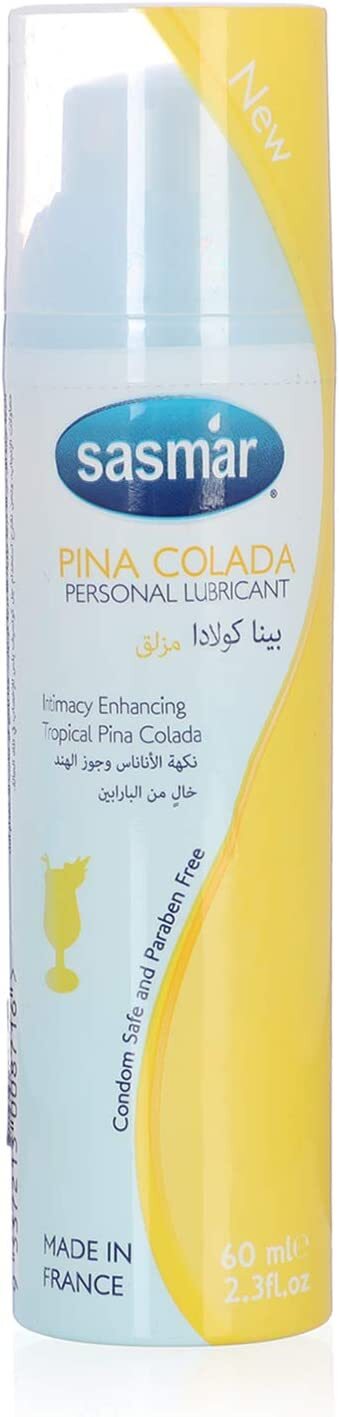 New
sasmar
®
PINA COLADA
PERSONAL LUBRICANT
بينا كولادا مزلق
Intimacy Enhancing
Tropical Pina Colada
نكهة الأناناس وجوز الهند
خالٍ من البارابين
Condom Safe and Paraben Free
MADE IN
FRANCE
60 ml℮
2.3fl.oz